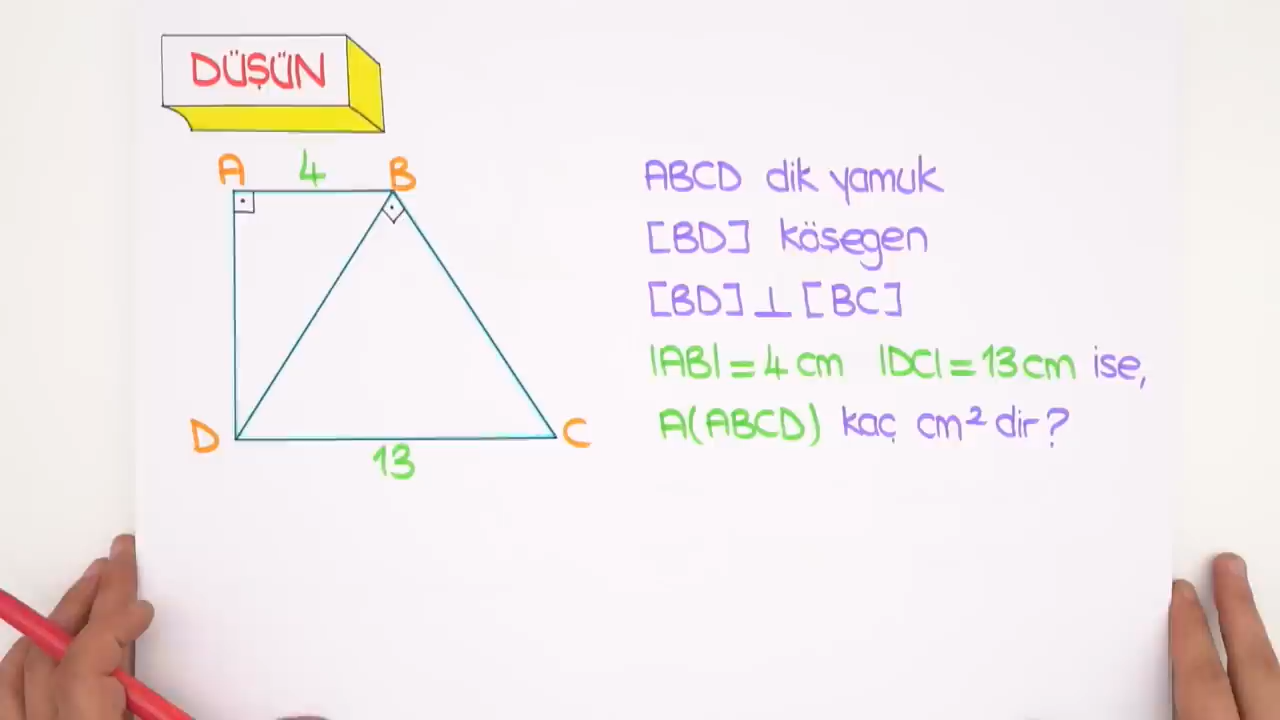 DÜŞÜN
A 4 B
D C
13
ABCD dik yamuk
[BD] köşegen
[BD] ⊥ [BC]
|AB| = 4 cm |DC| = 13 cm ise,
A(ABCD) kaç cm² dir?